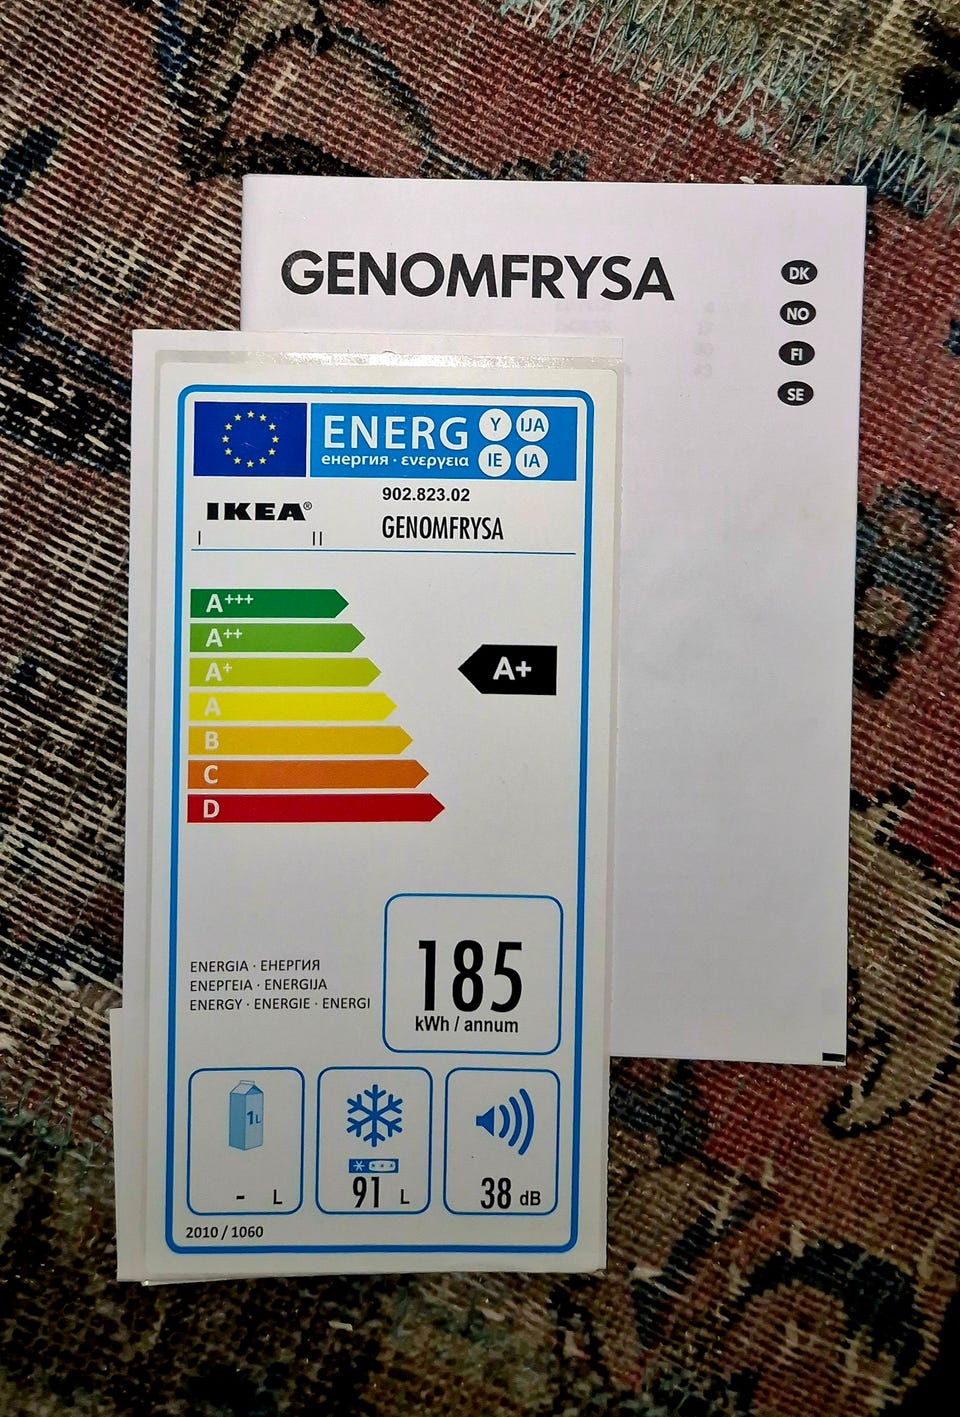 GENOMFRYSA
DK
NO
FI
SE
ENERG
Y IJA
IE IA
енергия · ενεργεια
902.823.02
IKEA®
GENOMFRYSA
I II
A+++
A++
A+
A+
A
B
C
D
ENERGIA · ЕНЕРГИЯ
ΕΝΕΡΓΕΙΑ · ENERGIJA
ENERGY · ENERGIE · ENERGI
185
kWh / annum
1L
- L
91 L
38 dB
2010 / 1060